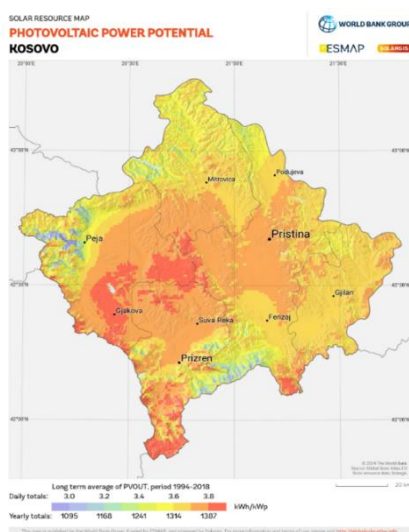 SOLAR RESOURCE MAP
PHOTOVOLTAIC POWER POTENTIAL
KOSOVO
WORLD BANK GROUP
ESMAP
SOLARGIS
Mitrovica
Podujeva
Peja
Pristina
Gjilan
Gjakova
Suva Reka
Ferizaj
Prizren
Long term average of PVOUT, period 1994-2018
Daily totals: 3.0 3.2 3.4 3.6 3.8
kWh/kWp
Yearly totals: 1095 1168 1241 1314 1387